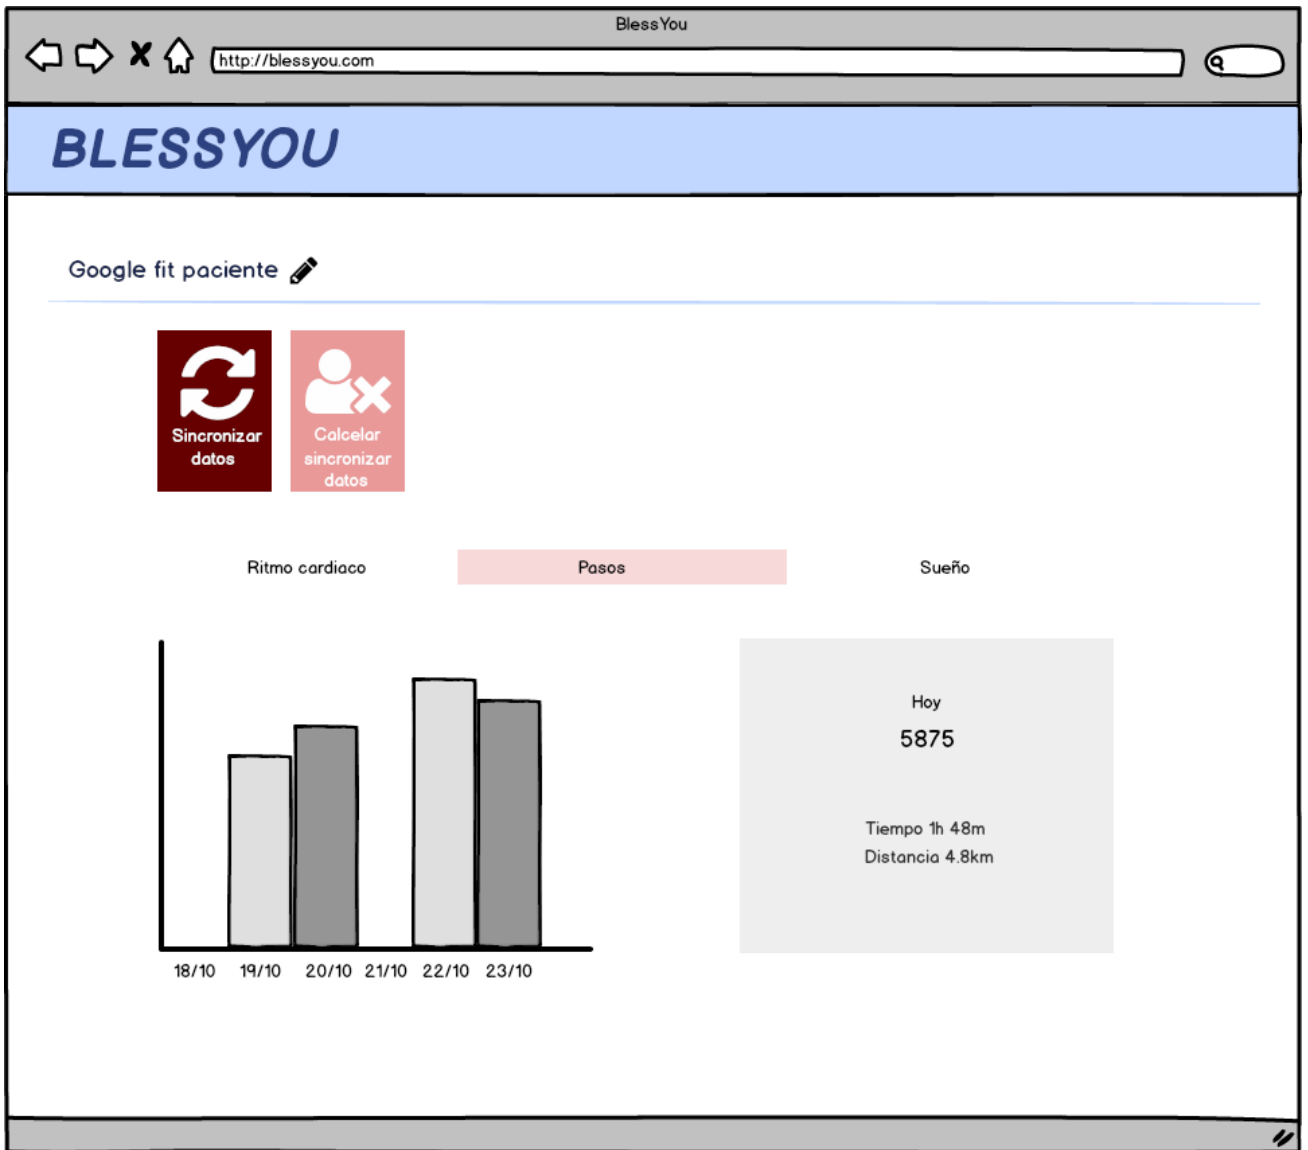 BlessYou
http://blessyou.com
BLESSYOU
Google fit paciente
Sincronizar
datos
Calcelar
sincronizar
datos
Ritmo cardiaco
Pasos
Sueño
Hoy
5875
Tiempo 1h 48m
Distancia 4.8km
18/10 19/10 20/10 21/10 22/10 23/10